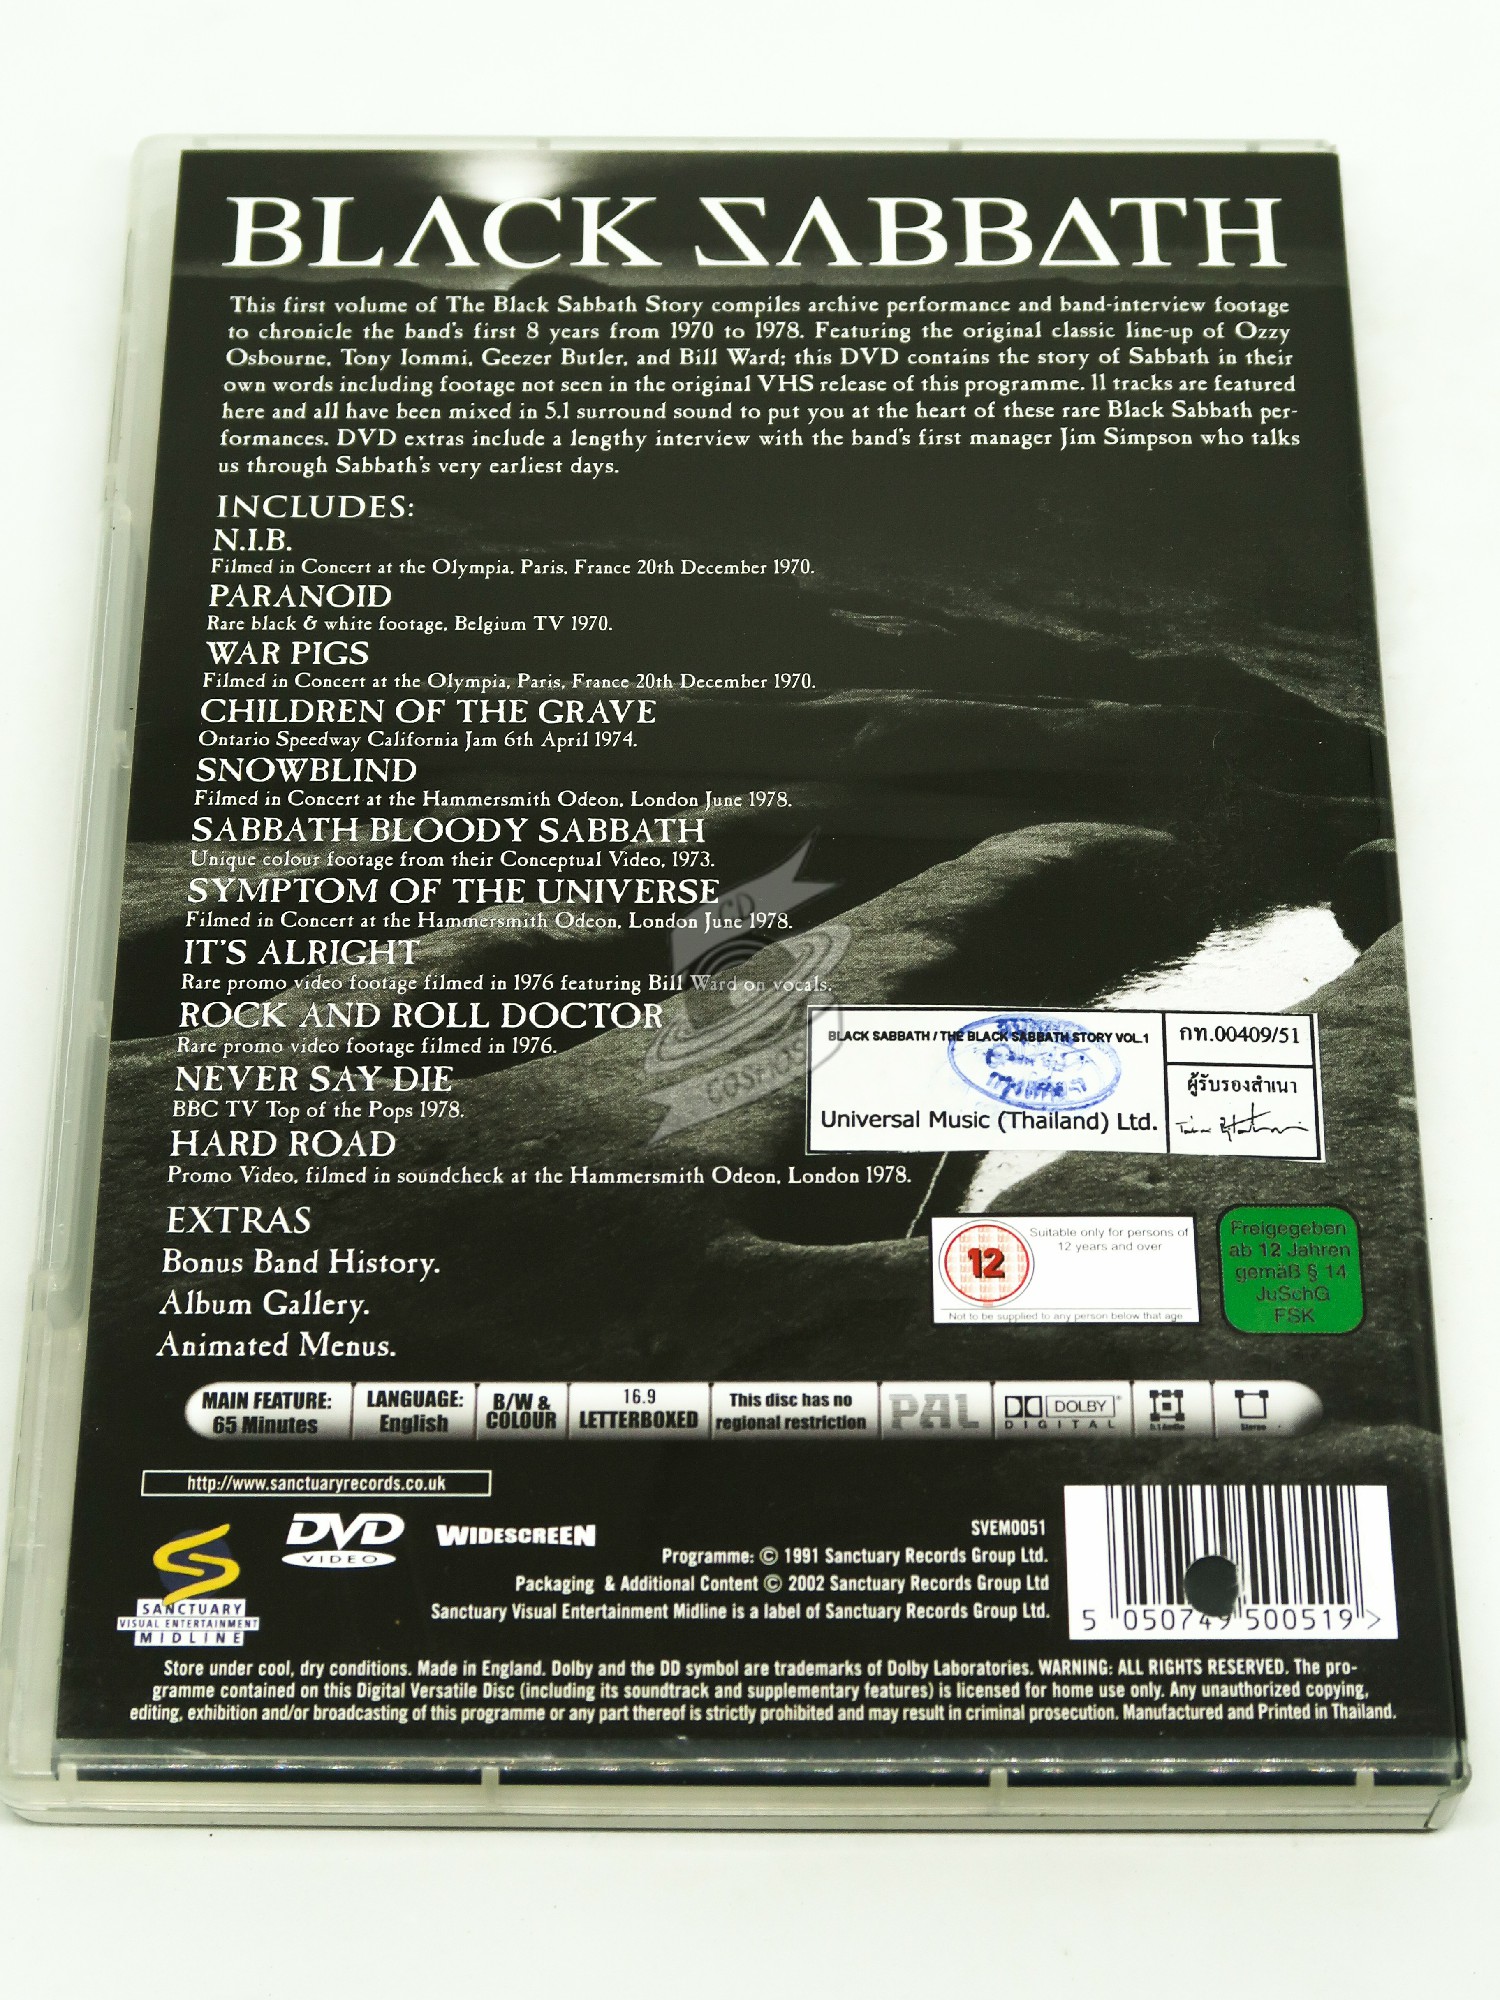 BLACK SABBATH
This first volume of The Black Sabbath Story compiles archive performance and band-interview footage
to chronicle the band's first 8 years from 1970 to 1978. Featuring the original classic line-up of Ozzy
Osbourne, Tony Iommi, Geezer Butler, and Bill Ward; this DVD contains the story of Sabbath in their
own words including footage not seen in the original VHS release of this programme. 11 tracks are featured
here and all have been mixed in 5.1 surround sound to put you at the heart of these rare Black Sabbath per-
formances. DVD extras include a lengthy interview with the band's first manager Jim Simpson who talks
us through Sabbath's very earliest days.
INCLUDES:
N.I.B.
Filmed in Concert at the Olympia, Paris, France 20th December 1970.
PARANOID
Rare black & white footage, Belgium TV 1970.
WAR PIGS
Filmed in Concert at the Olympia, Paris, France 20th December 1970.
CHILDREN OF THE GRAVE
Ontario Speedway California Jam 6th April 1974.
SNOWBLIND
Filmed in Concert at the Hammersmith Odeon, London June 1978.
SABBATH BLOODY SABBATH
Unique colour footage from their Conceptual Video, 1973.
SYMPTOM OF THE UNIVERSE
Filmed in Concert at the Hammersmith Odeon, London June 1978.
IT'S ALRIGHT
Rare promo video footage filmed in 1976 featuring Bill Ward on vocals.
ROCK AND ROLL DOCTOR
Rare promo video footage filmed in 1976.
NEVER SAY DIE
BBC TV Top of the Pops 1978.
HARD ROAD
Promo Video, filmed in soundcheck at the Hammersmith Odeon, London 1978.
CD
COSMOS
BLACK SABBATH / THE BLACK SABBATH STORY VOL.1
Universal Music (Thailand) Ltd.
กท.00409/51
ผู้รับรองสำเนา
EXTRAS
Bonus Band History.
Album Gallery.
Animated Menus.
12
Suitable only for persons of
12 years and over
Not to be supplied to any person below that age
Freigegeben
ab 12 Jahren
gemäß § 14
JuSchG
FSK
MAIN FEATURE:
65 Minutes
LANGUAGE:
English
B/W &
COLOUR
16.9
LETTERBOXED
This disc has no
regional restriction
PAL
DOLBY
DIGITAL
5.1 Audio
Stereo
http://www.sanctuaryrecords.co.uk
SANCTUARY
VISUAL ENTERTAINMENT
MIDLINE
DVD
VIDEO
WIDESCREEN
SVEM0051
Programme: © 1991 Sanctuary Records Group Ltd.
Packaging & Additional Content © 2002 Sanctuary Records Group Ltd
Sanctuary Visual Entertainment Midline is a label of Sanctuary Records Group Ltd.
5 050749 500519 >
Store under cool, dry conditions. Made in England. Dolby and the DD symbol are trademarks of Dolby Laboratories. WARNING: ALL RIGHTS RESERVED. The pro-
gramme contained on this Digital Versatile Disc (including its soundtrack and supplementary features) is licensed for home use only. Any unauthorized copying,
editing, exhibition and/or broadcasting of this programme or any part thereof is strictly prohibited and may result in criminal prosecution. Manufactured and Printed in Thailand.